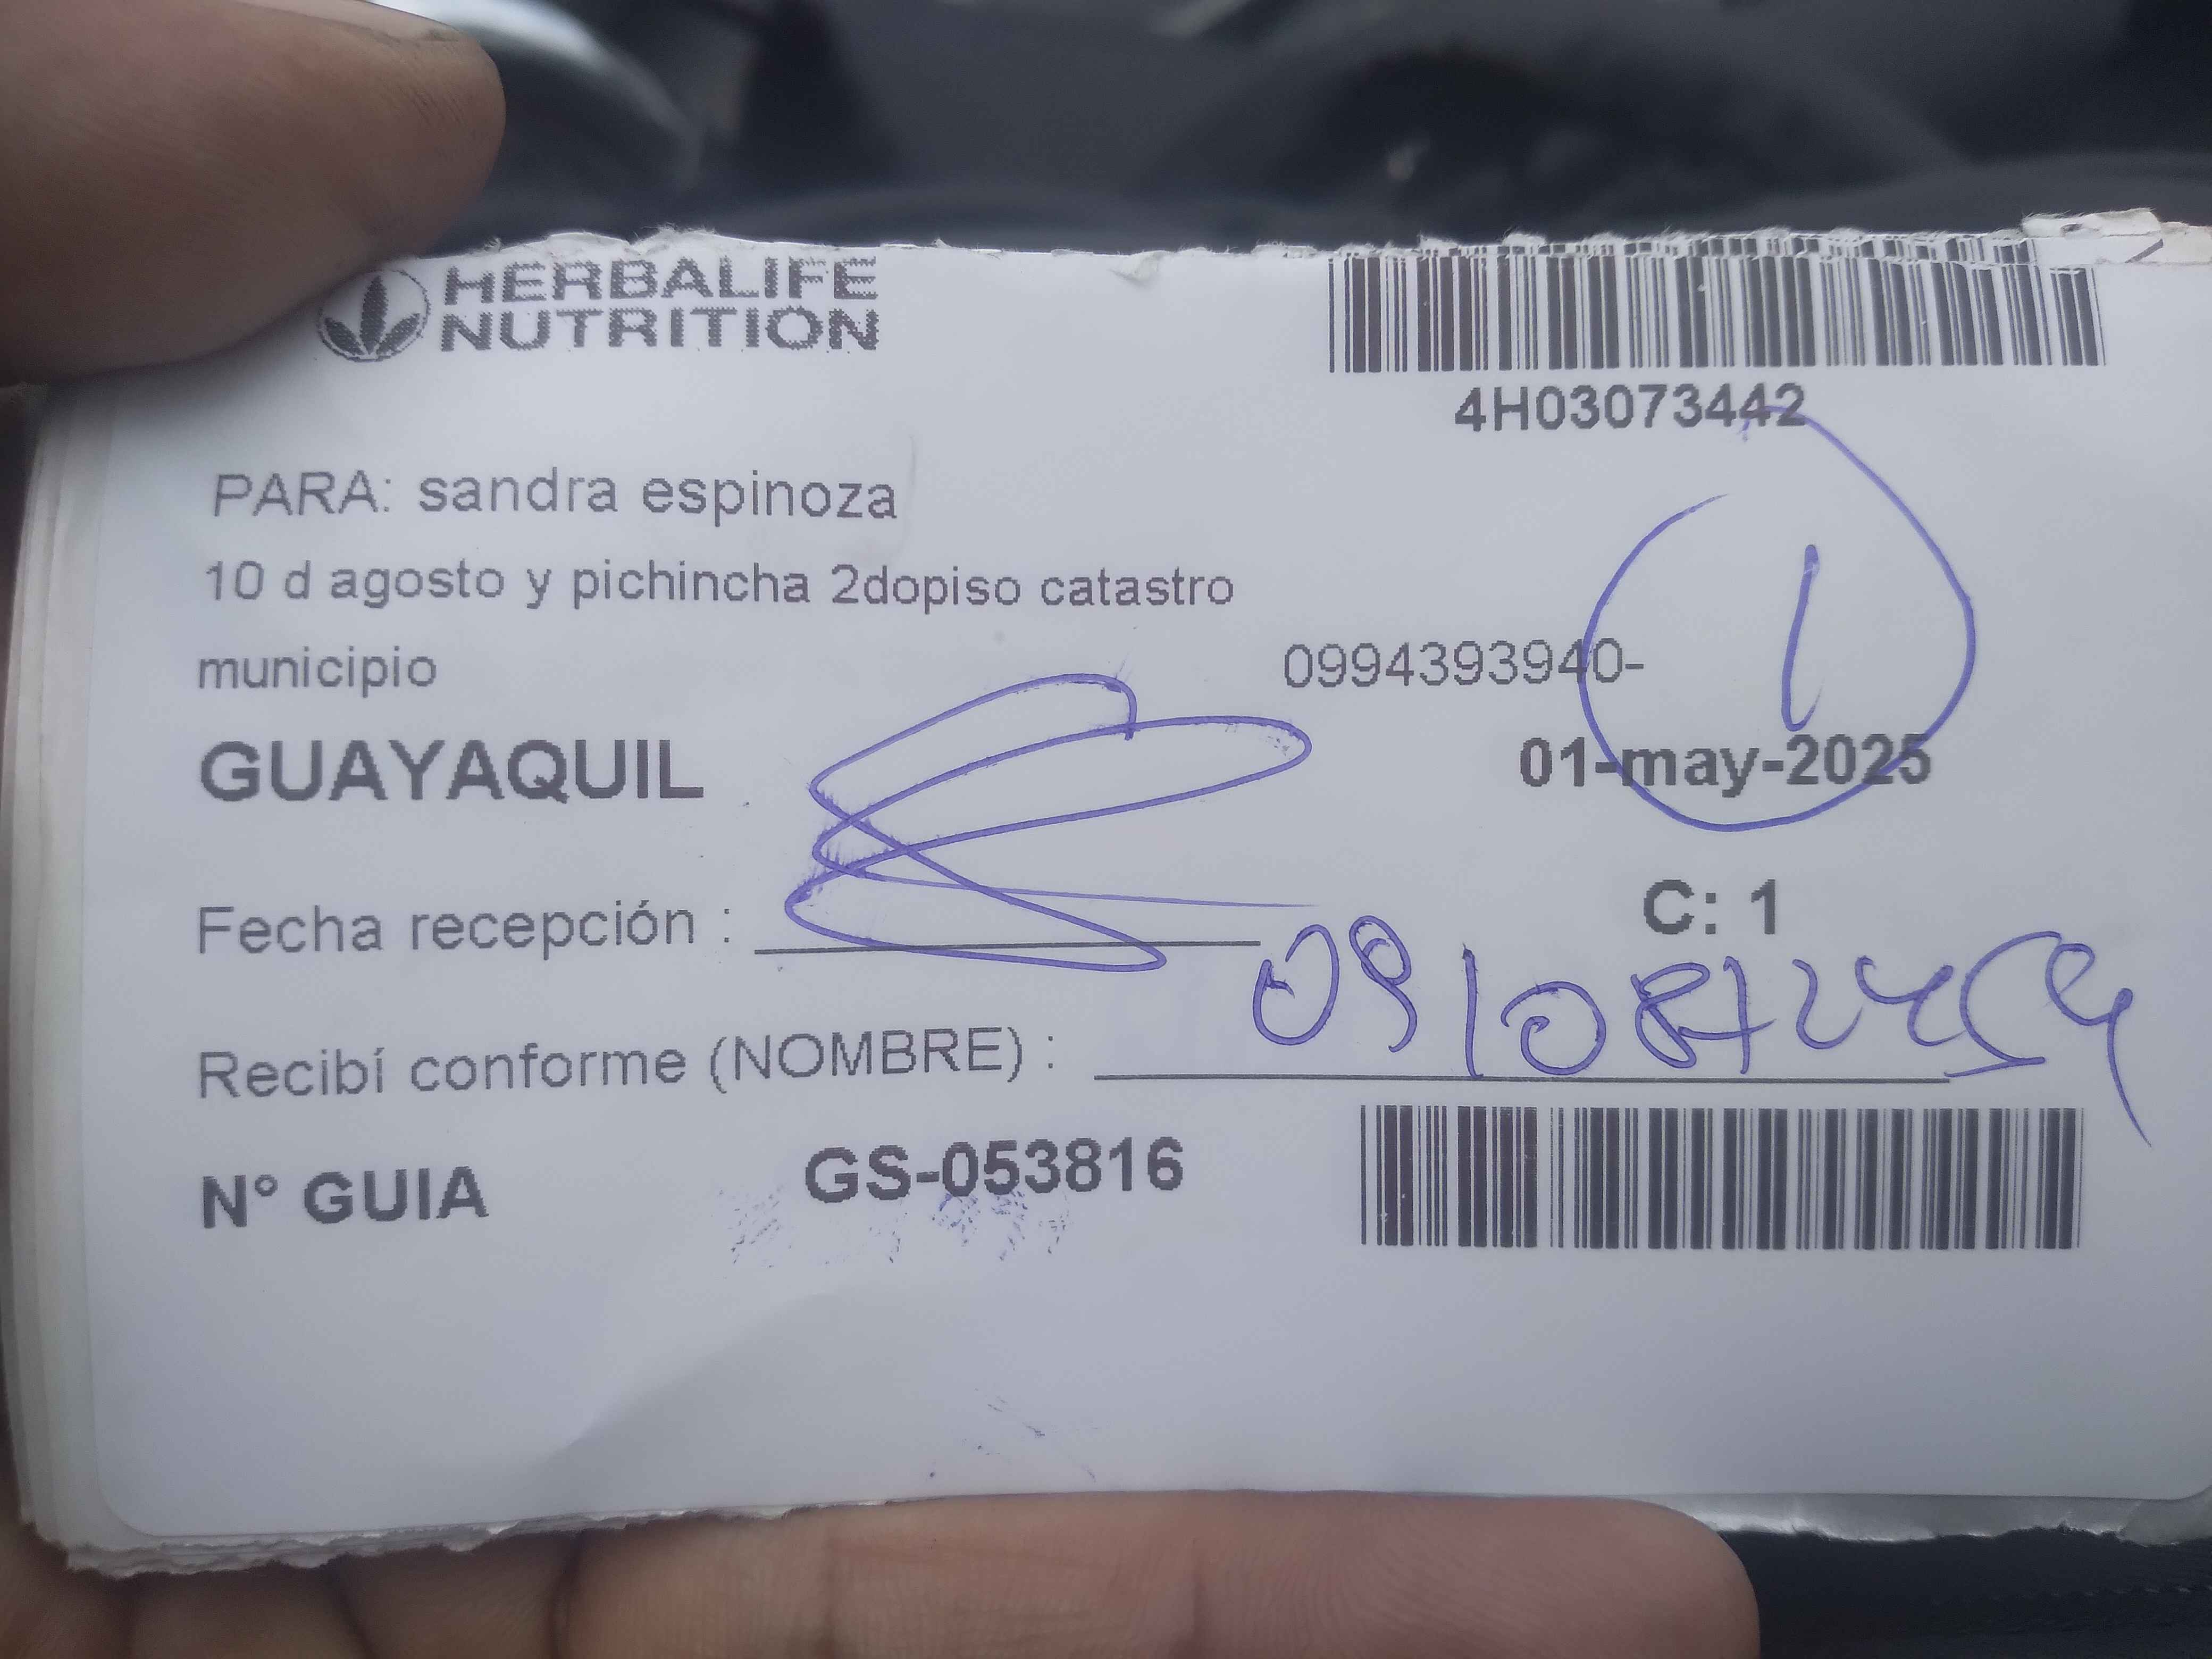 HERBALIFE
NUTRITION
4H03073442
PARA: sandra espinoza
10 d agosto y pichincha 2dopiso catastro
municipio
0994393940-
1
GUAYAQUIL
01-may-2025
Fecha recepción :
C: 1
Recibí conforme (NOMBRE) :
N° GUIA GS-053816